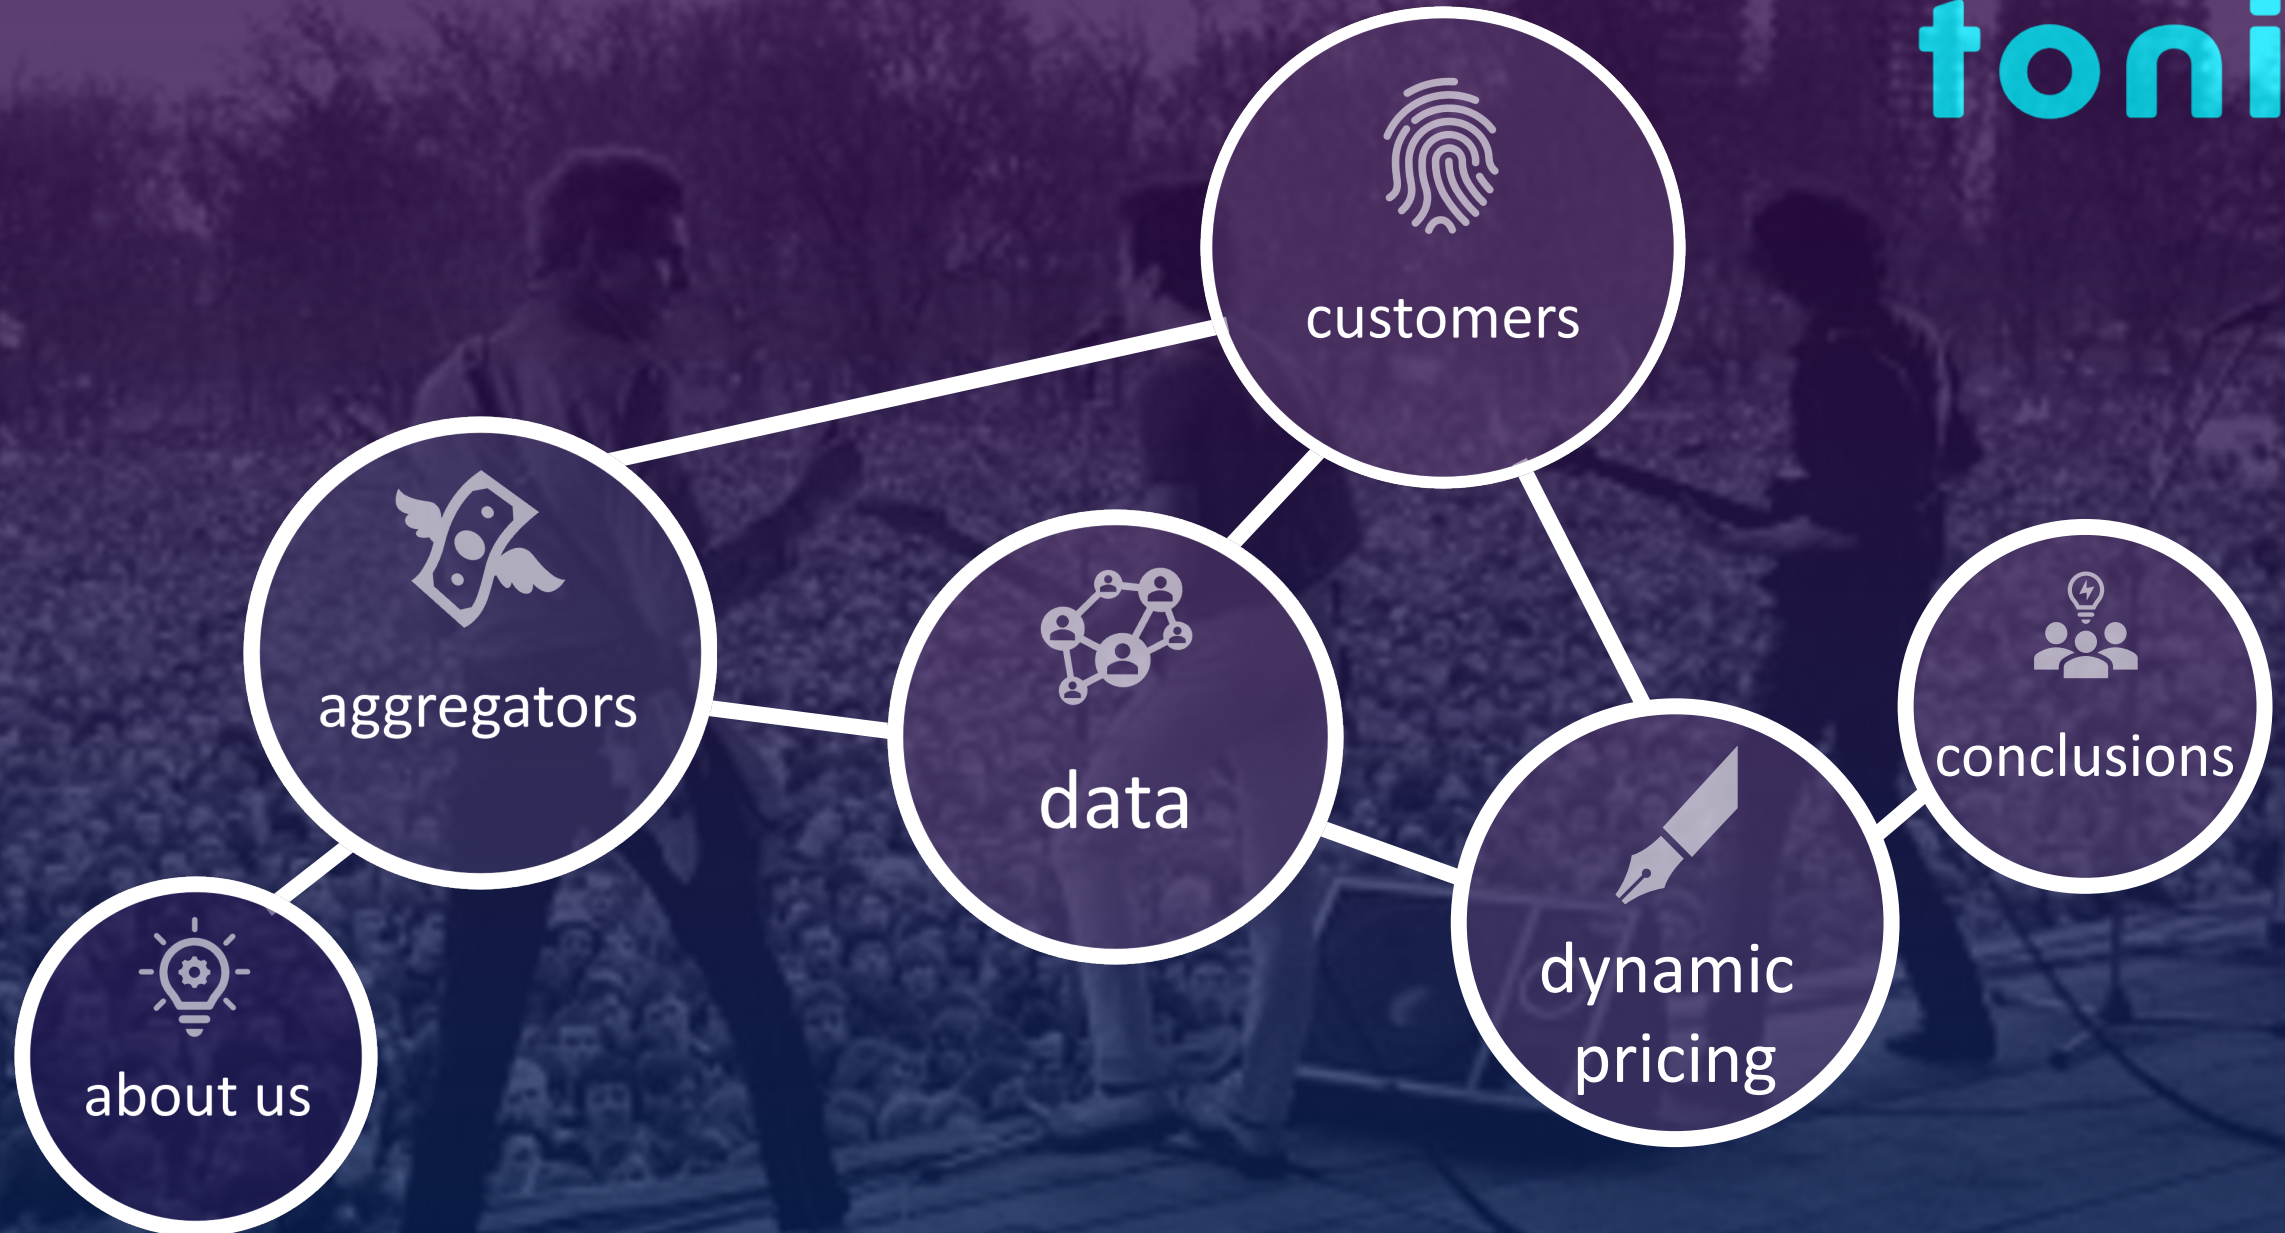 toni
customers
aggregators
data
conclusions
dynamic
pricing
about us